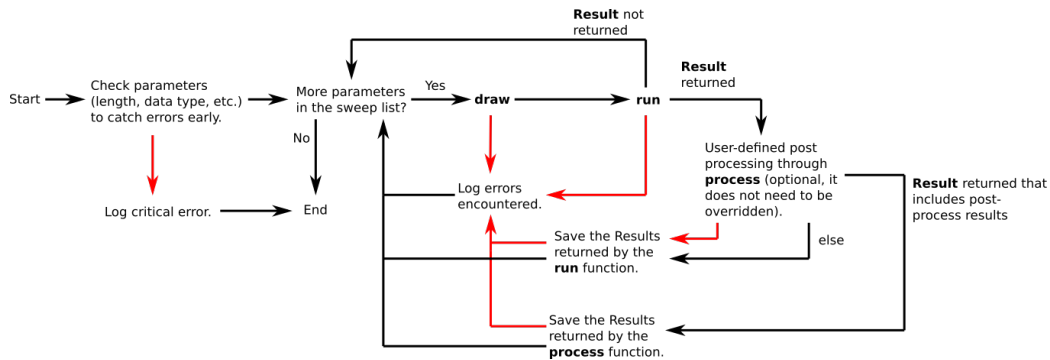 Result not
returned
Result
returned
Start
Check parameters
(length, data type, etc.)
to catch errors early.
More parameters
in the sweep list?
Yes
draw
run
No
User-defined post
processing through
process (optional, it
does not need to be
overridden).
Result returned that
includes post-
process results
Log critical error.
End
Log errors
encountered.
else
Save the Results
returned by the
run function.
Save the Results
returned by the
process function.